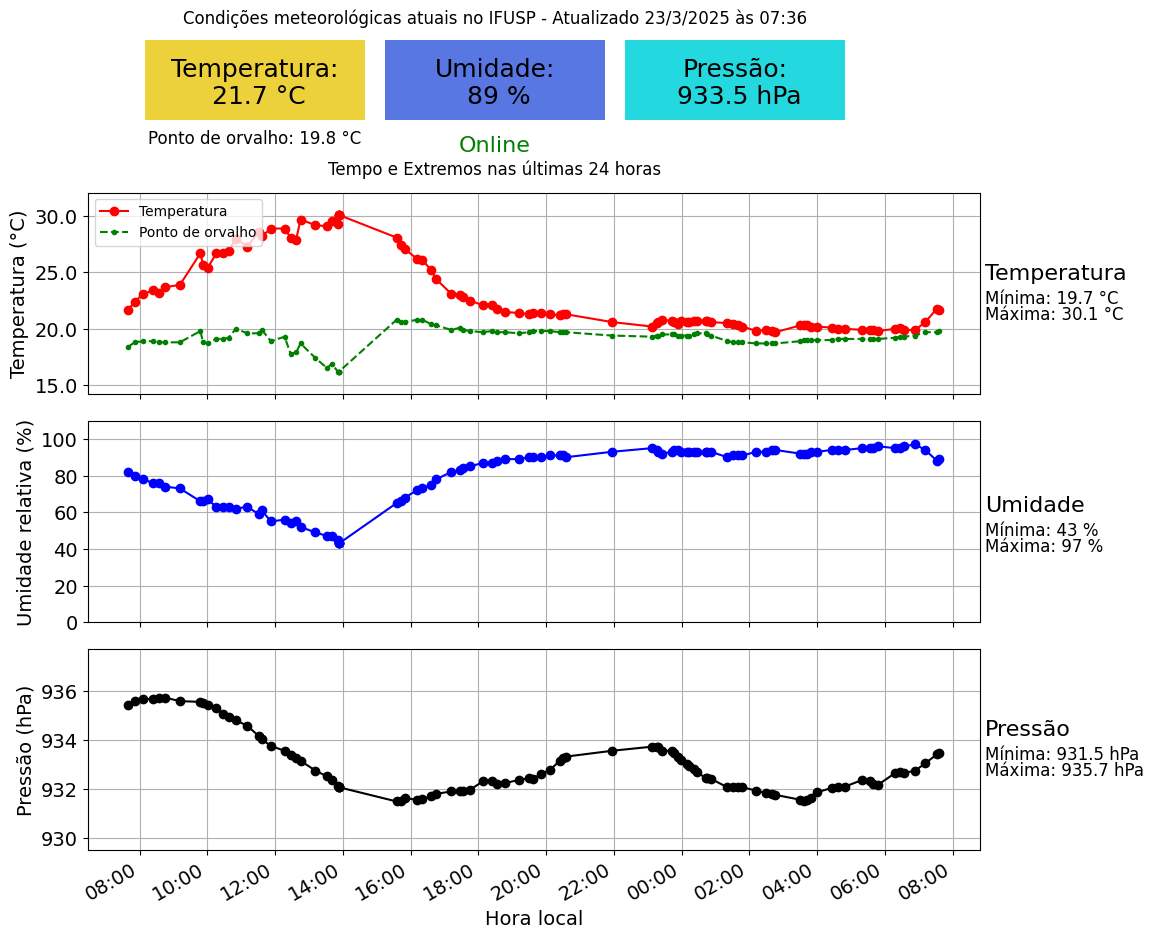 Condições meteorológicas atuais no IFUSP - Atualizado 23/3/2025 às 07:36
Temperatura:
21.7 °C
Umidade:
89 %
Pressão:
933.5 hPa
Ponto de orvalho: 19.8 °C
Online
Tempo e Extremos nas últimas 24 horas
Temperatura
Ponto de orvalho
Temperatura (°C)
30.0
25.0
20.0
15.0
Temperatura
Mínima: 19.7 °C
Máxima: 30.1 °C
Umidade relativa (%)
100
80
60
40
20
0
Umidade
Mínima: 43 %
Máxima: 97 %
Pressão (hPa)
936
934
932
930
Pressão
Mínima: 931.5 hPa
Máxima: 935.7 hPa
08:00 10:00 12:00 14:00 16:00 18:00 20:00 22:00 00:00 02:00 04:00 06:00 08:00
Hora local